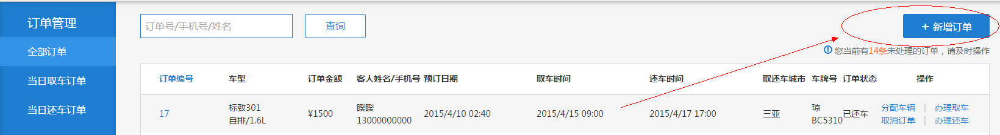 订单管理
全部订单
当日取车订单
当日还车订单
订单号/手机号/姓名
查询
+ 新增订单
您当前有14条未处理的订单，请及时操作
订单编号 车型 订单金额 客人姓名/手机号 预订日期 取车时间 还车时间 取还车城市 车牌号 订单状态 操作
17 标致301 自排/1.6L ¥1500 睽睽 13000000000 2015/4/10 02:40 2015/4/15 09:00 2015/4/17 17:00 三亚 琼 BC5310 已还车 分配车辆 | 办理取车
取消订单 | 办理还车